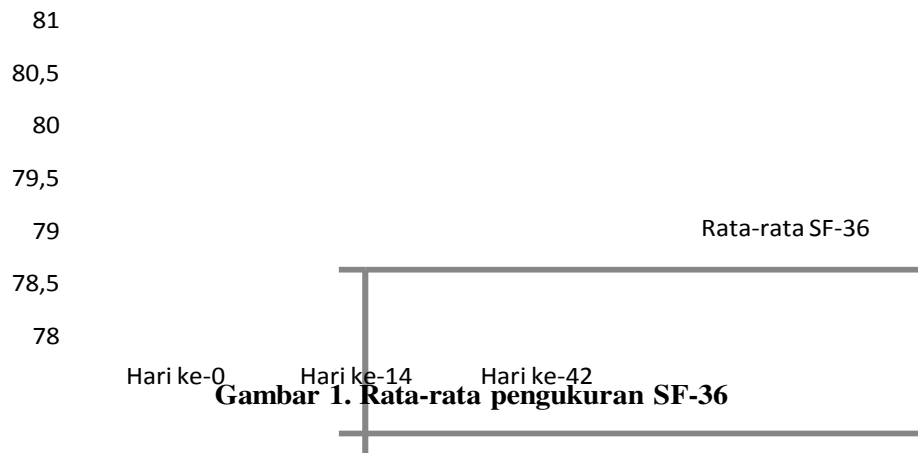 81
80,5
80
79,5
79
Rata-rata SF-36
78,5
78
Hari ke-0 Hari ke-14 Hari ke-42
Gambar 1. Rata-rata pengukuran SF-36